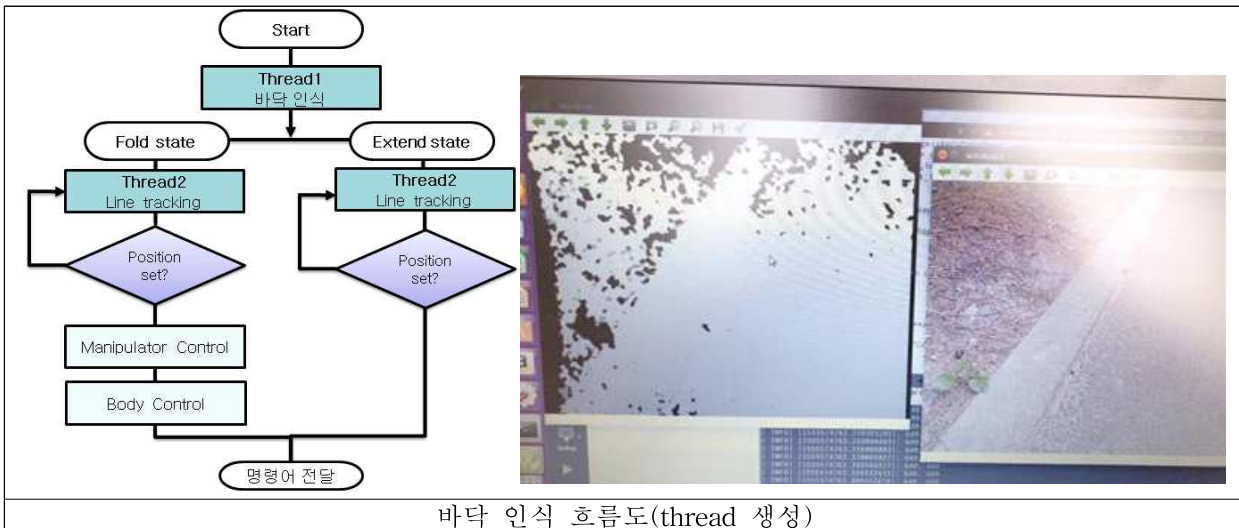 Start
Thread1
바닥 인식
Fold state
Extend state
Thread2
Line tracking
Thread2
Line tracking
Position
set?
Position
set?
Manipulator Control
Body Control
명령어 전달
바닥 인식 흐름도(thread 생성)